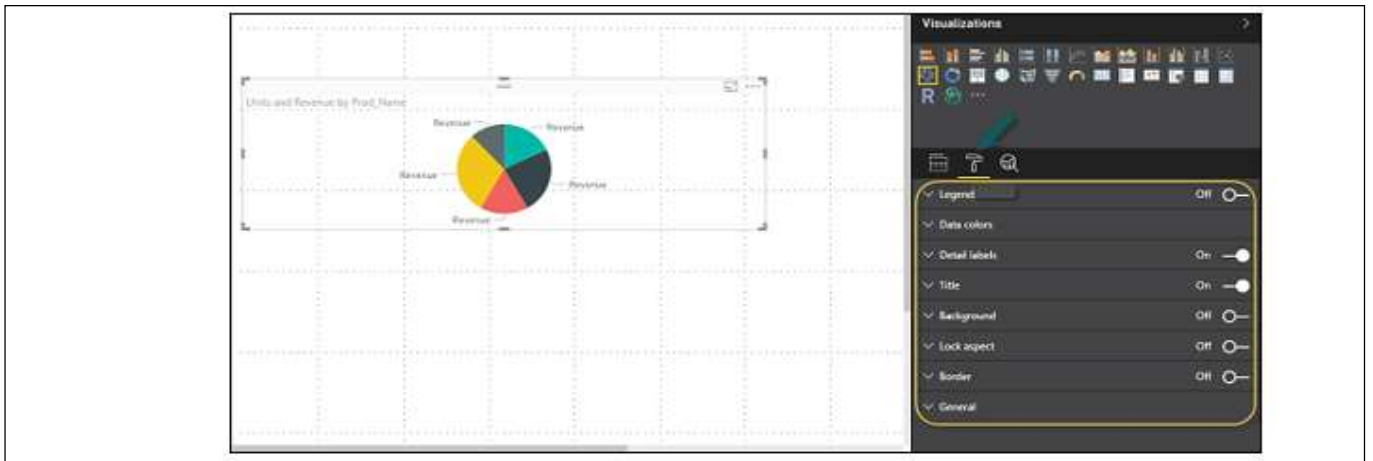 Visualizations
Units and Revenue by Prod_Name
Revenue
Revenue
Revenue
Revenue
Revenue
R
Legend Off
Data colors
Detail labels On
Title On
Background Off
Lock aspect Off
Border Off
General